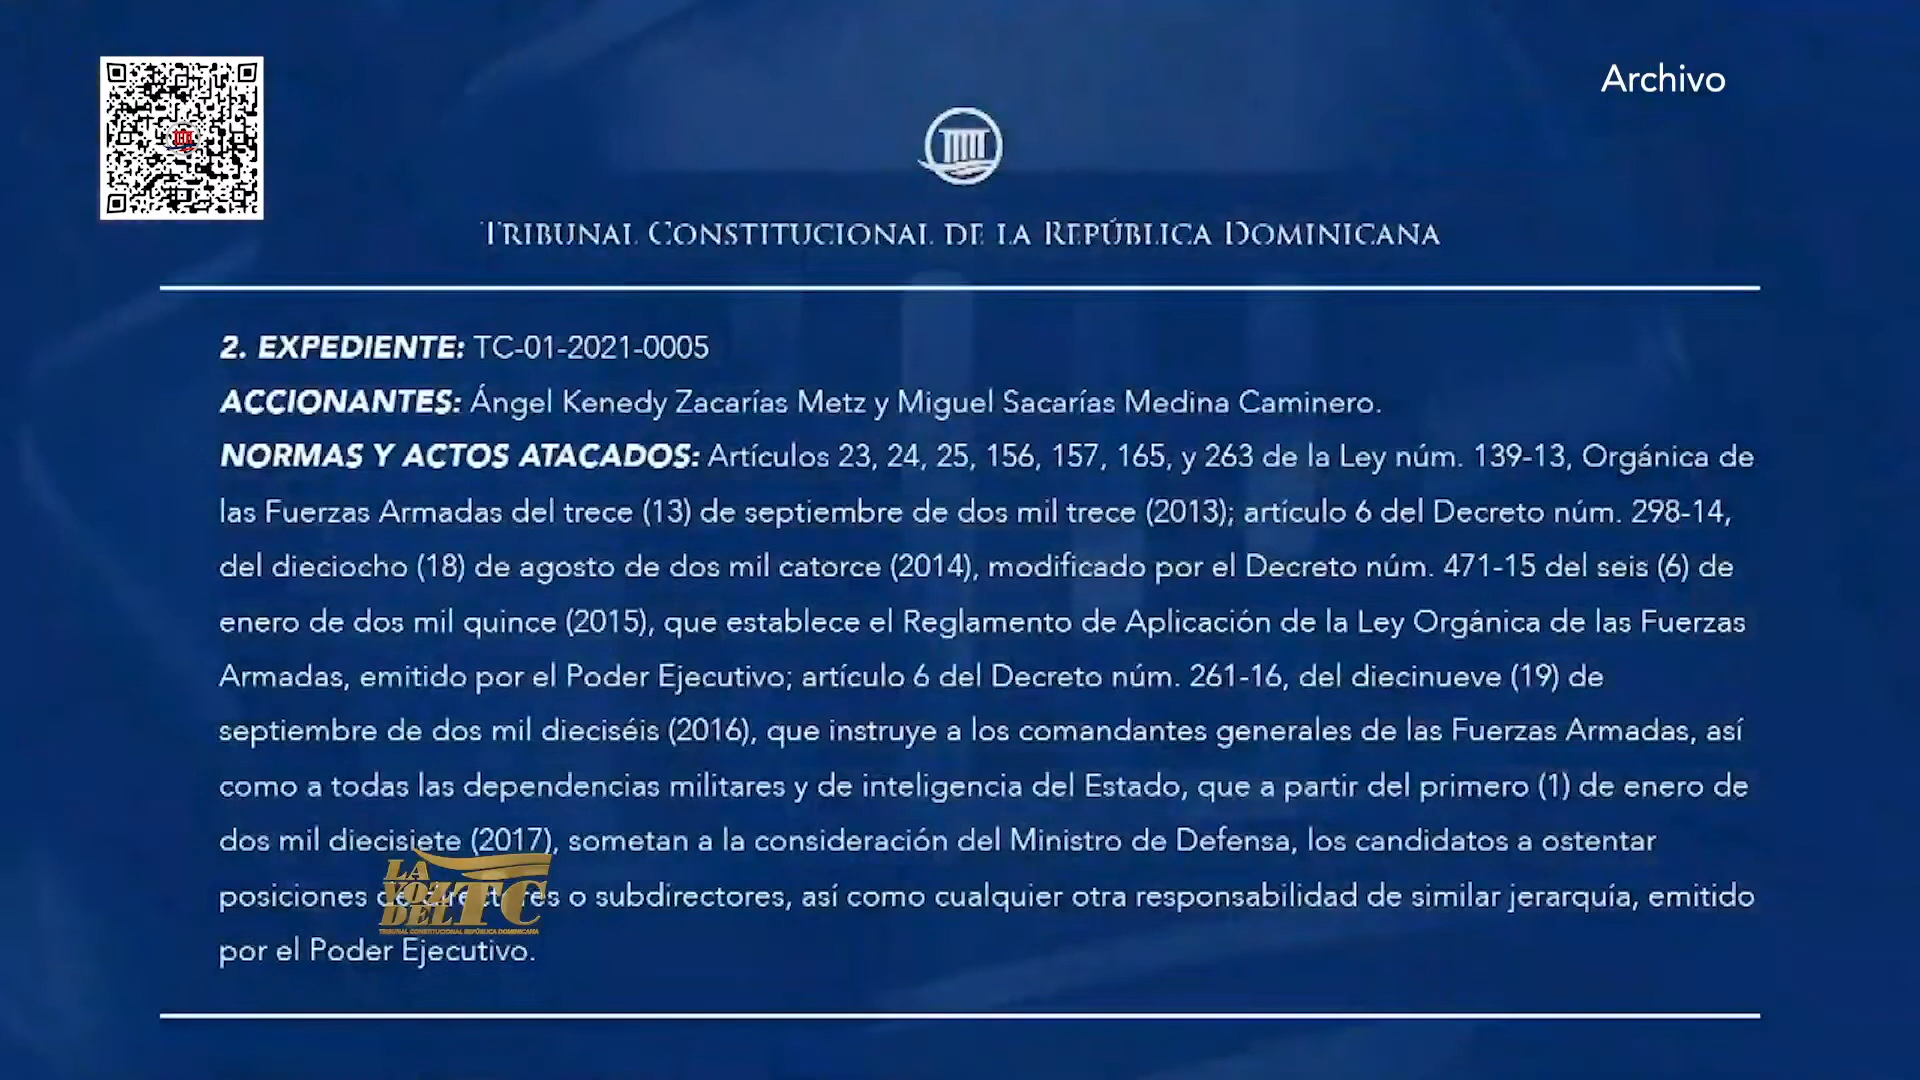 Archivo
TRIBUNAL CONSTITUCIONAL DE LA REPÚBLICA DOMINICANA
2. EXPEDIENTE: TC-01-2021-0005
ACCIONANTES: Ángel Kenedy Zacarías Metz y Miguel Sacarías Medina Caminero.
NORMAS Y ACTOS ATACADOS: Artículos 23, 24, 25, 156, 157, 165, y 263 de la Ley núm. 139-13, Orgánica de
las Fuerzas Armadas del trece (13) de septiembre de dos mil trece (2013); artículo 6 del Decreto núm. 298-14,
del dieciocho (18) de agosto de dos mil catorce (2014), modificado por el Decreto núm. 471-15 del seis (6) de
enero de dos mil quince (2015), que establece el Reglamento de Aplicación de la Ley Orgánica de las Fuerzas
Armadas, emitido por el Poder Ejecutivo; artículo 6 del Decreto núm. 261-16, del diecinueve (19) de
septiembre de dos mil dieciséis (2016), que instruye a los comandantes generales de las Fuerzas Armadas, así
como a todas las dependencias militares y de inteligencia del Estado, que a partir del primero (1) de enero de
dos mil diecisiete (2017), sometan a la consideración del Ministro de Defensa, los candidatos a ostentar
posiciones de directores o subdirectores, así como cualquier otra responsabilidad de similar jerarquía, emitido
por el Poder Ejecutivo.
LA
VOZ
DEL TC
TRIBUNAL CONSTITUCIONAL REPÚBLICA DOMINICANA